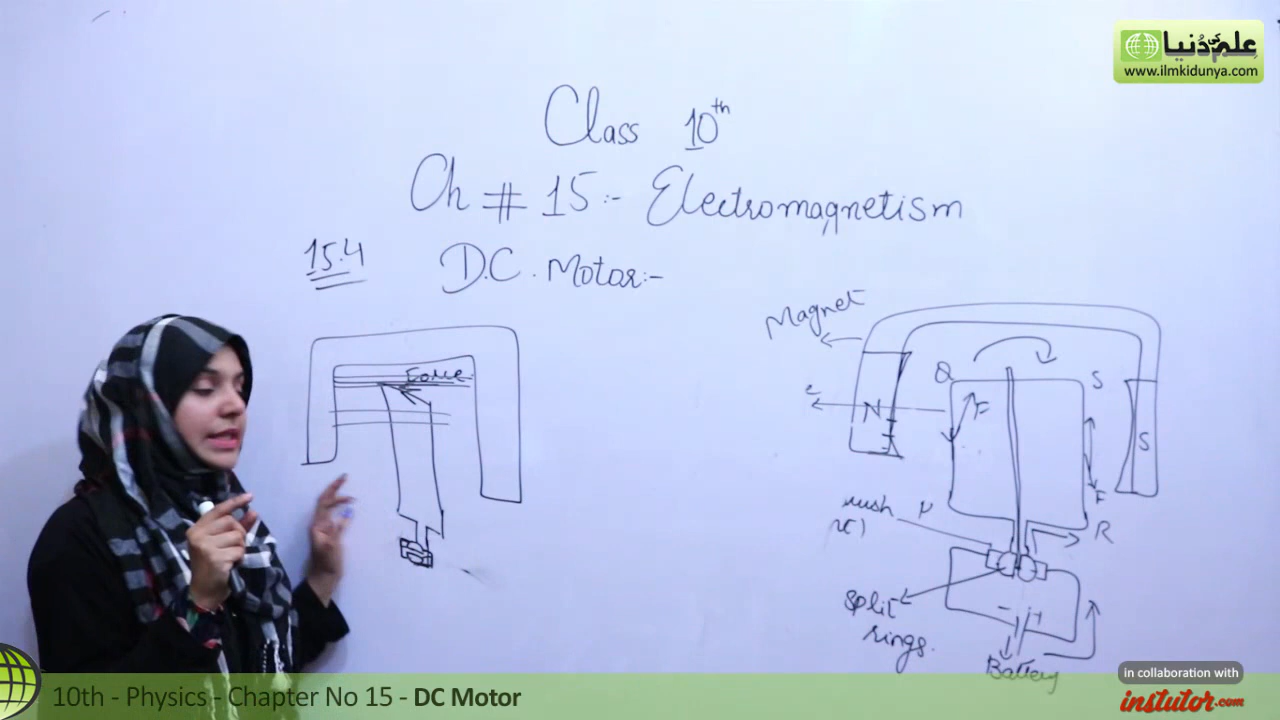 علم کی دُنیا
www.ilmkidunya.com
Class 10th
Ch # 15:- Electromagnetism
15.4 D.C. Motor:-
Force
Magnet
Q
S
N
F
S
F
P
R
split
rings.
- +
Battery
in collaboration with
instutor.com
10th - Physics - Chapter No 15 - DC Motor